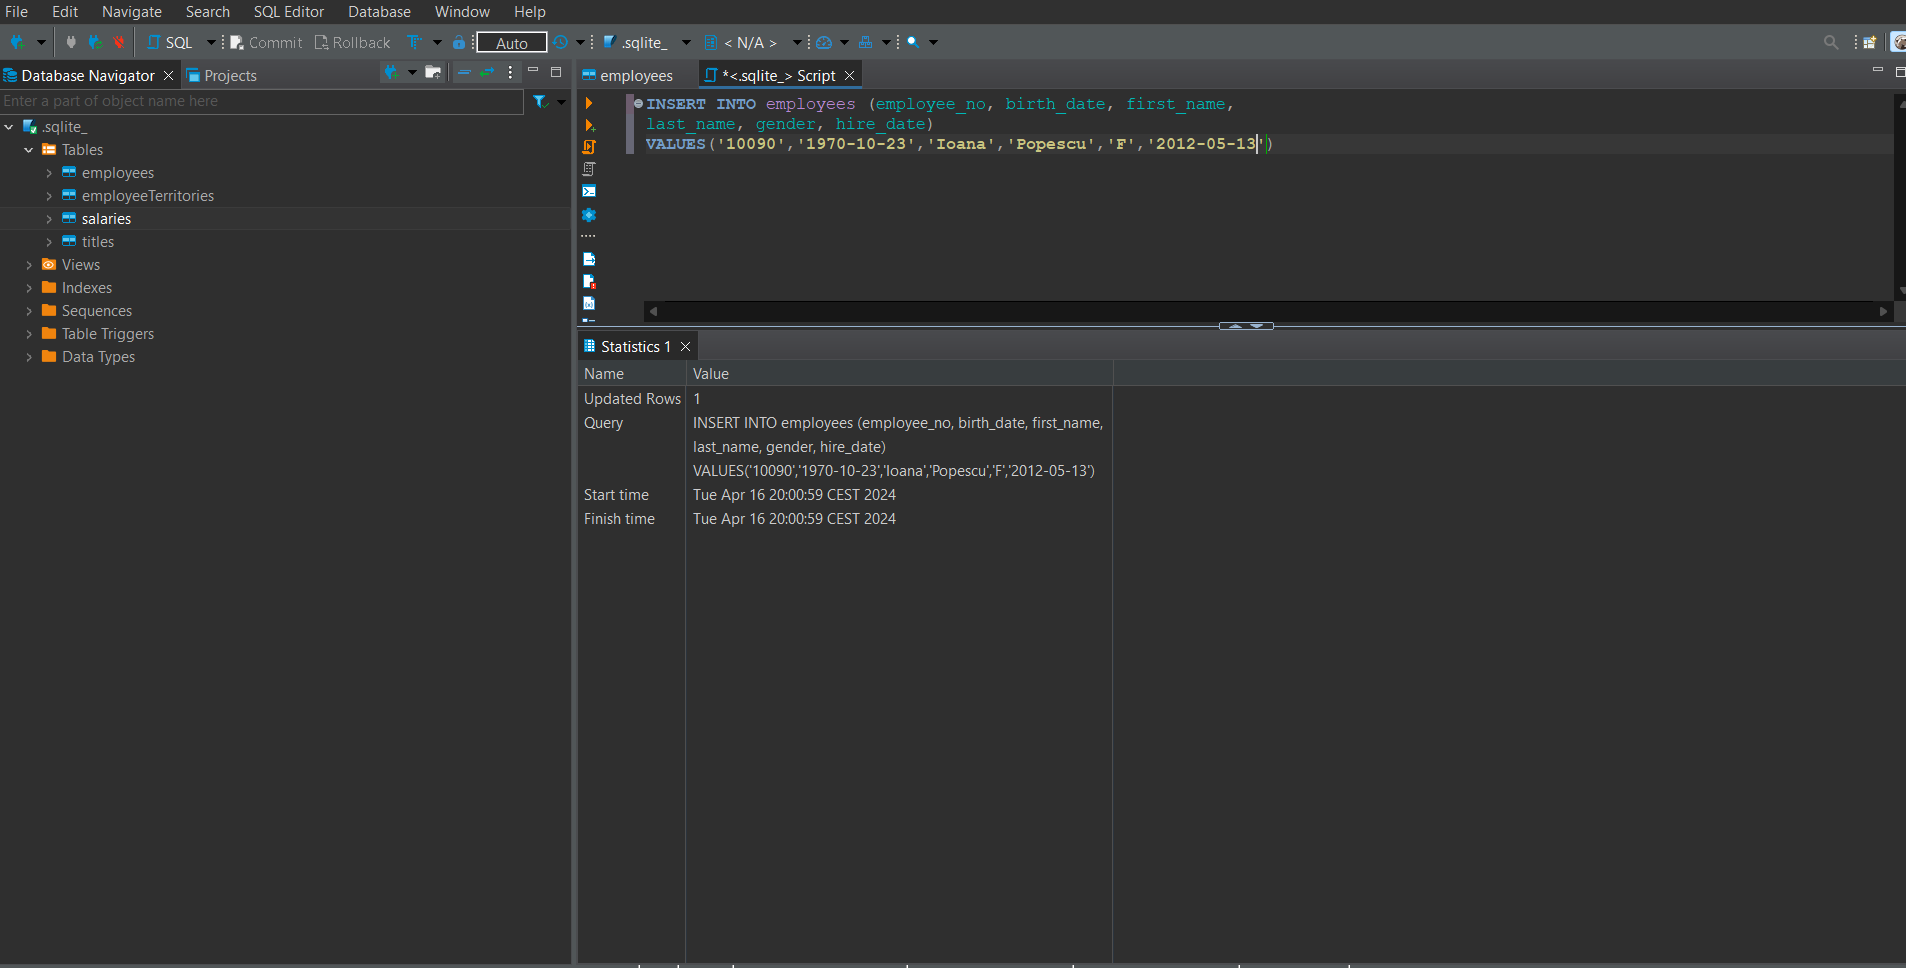 File Edit Navigate Search SQL Editor Database Window Help
SQL Commit Rollback Auto .sqlite_ < N/A >
Database Navigator Projects
Enter a part of object name here
.sqlite_
Tables
employees
employeeTerritories
salaries
titles
Views
Indexes
Sequences
Table Triggers
Data Types
employees *<.sqlite_> Script
INSERT INTO employees (employee_no, birth_date, first_name,
last_name, gender, hire_date)
VALUES('10090','1970-10-23','Ioana','Popescu','F','2012-05-13')
Statistics 1
Name Value
Updated Rows 1
Query INSERT INTO employees (employee_no, birth_date, first_name,
last_name, gender, hire_date)
VALUES('10090','1970-10-23','Ioana','Popescu','F','2012-05-13')
Start time Tue Apr 16 20:00:59 CEST 2024
Finish time Tue Apr 16 20:00:59 CEST 2024